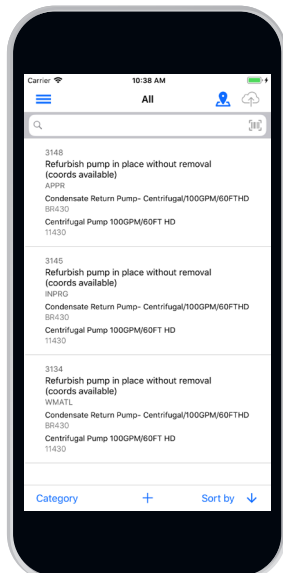 Carrier 10:38 AM
All
3148
Refurbish pump in place without removal
(coords available)
APPR
Condensate Return Pump- Centrifugal/100GPM/60FTHD
BR430
Centrifugal Pump 100GPM/60FT HD
11430
3145
Refurbish pump in place without removal
(coords available)
INPRG
Condensate Return Pump- Centrifugal/100GPM/60FTHD
BR430
Centrifugal Pump 100GPM/60FT HD
11430
3134
Refurbish pump in place without removal
(coords available)
WMATL
Condensate Return Pump- Centrifugal/100GPM/60FTHD
BR430
Centrifugal Pump 100GPM/60FT HD
11430
Category + Sort by ↓